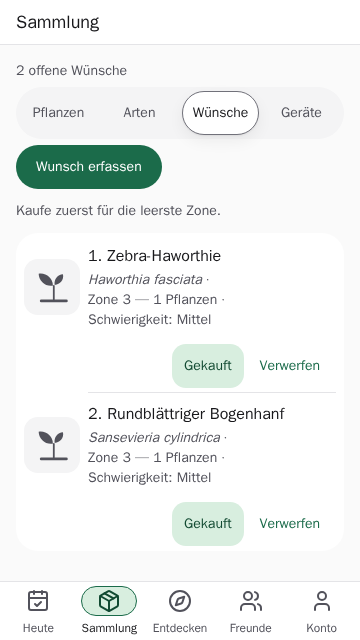 Sammlung
2 offene Wünsche
Pflanzen
Arten
Wünsche
Geräte
Wunsch erfassen
Kaufe zuerst für die leerste Zone.
1. Zebra-Haworthie
Haworthia fasciata ·
Zone 3 — 1 Pflanzen ·
Schwierigkeit: Mittel
Gekauft
Verwerfen
2. Rundblättriger Bogenhanf
Sansevieria cylindrica ·
Zone 3 — 1 Pflanzen ·
Schwierigkeit: Mittel
Gekauft
Verwerfen
Heute
Sammlung
Entdecken
Freunde
Konto